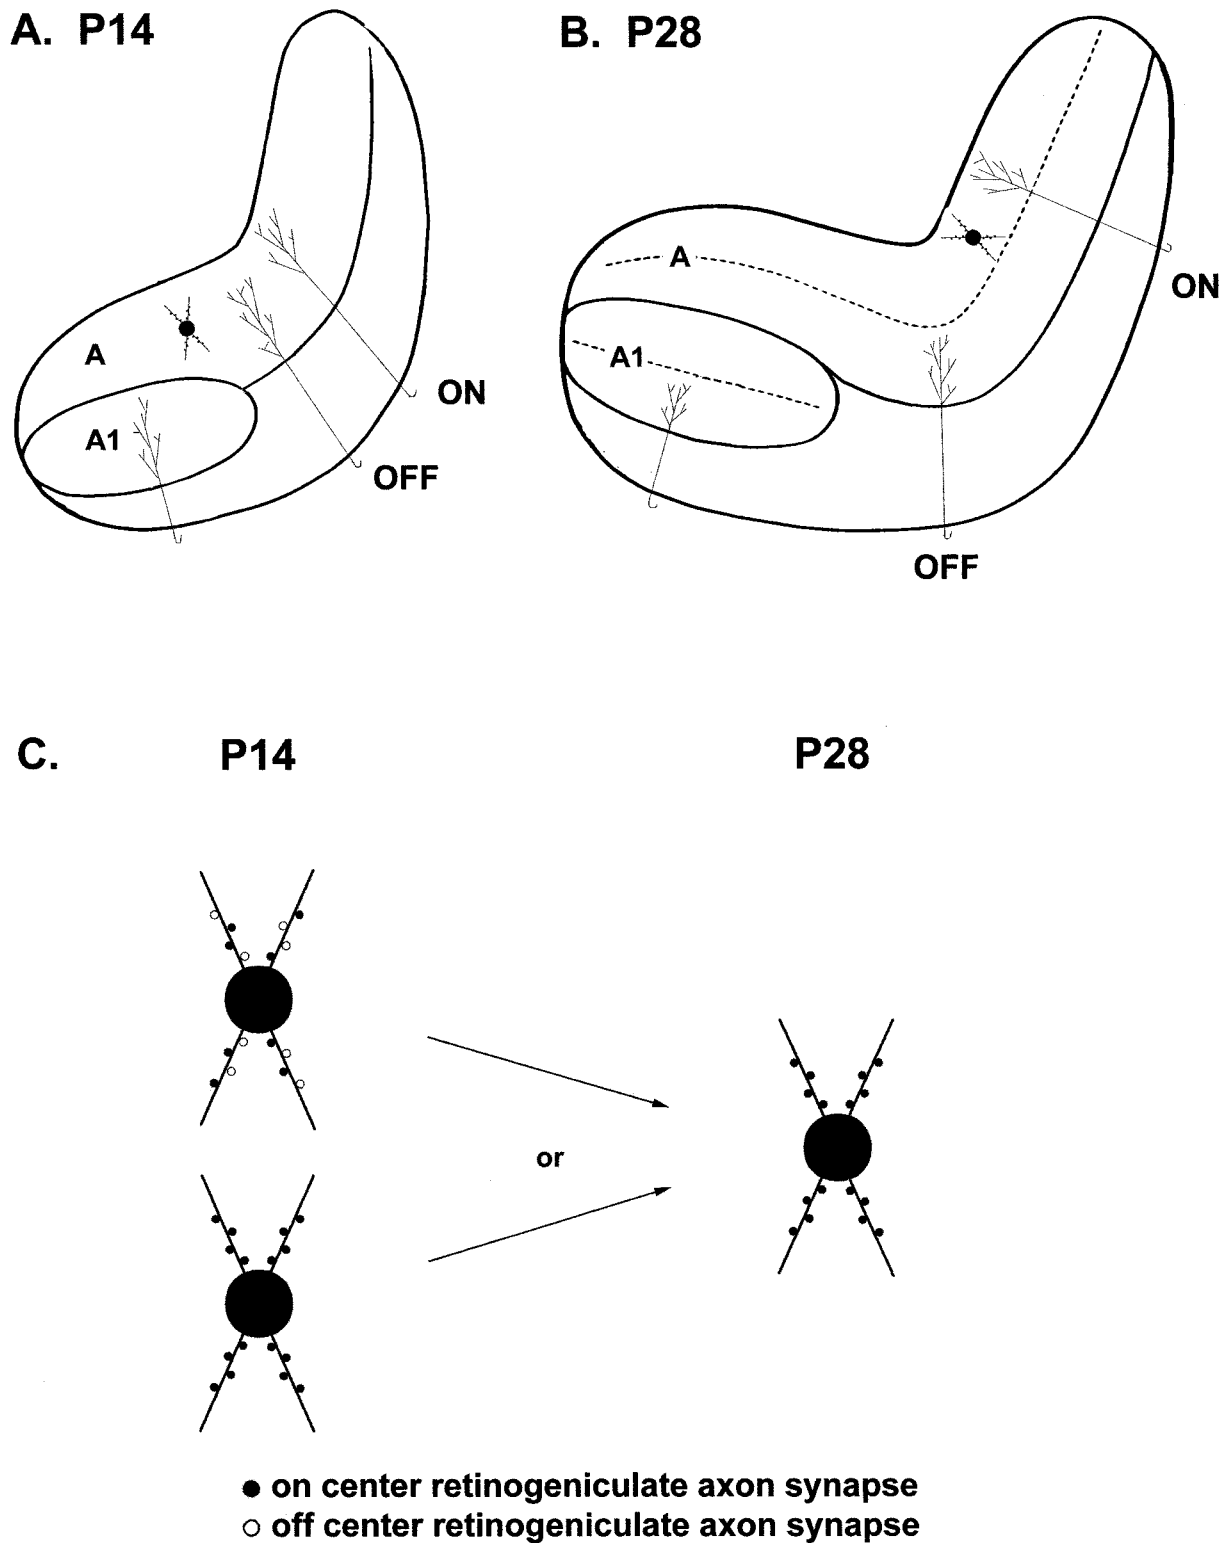 A. P14
B. P28
A
A1
ON
OFF
A
A1
ON
OFF
C.
P14
P28
or
on center retinogeniculate axon synapse
off center retinogeniculate axon synapse